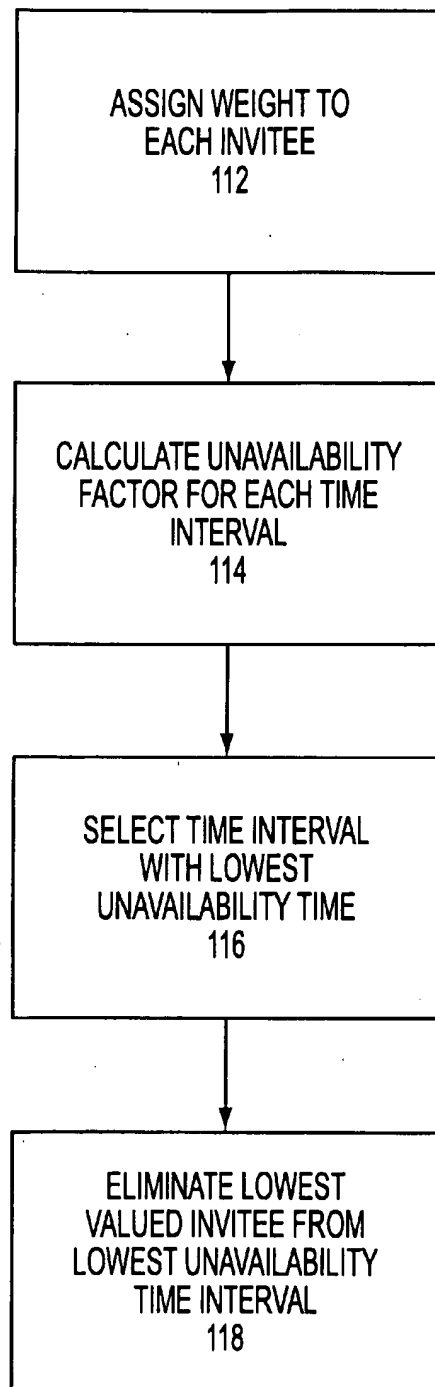 ASSIGN WEIGHT TO
EACH INVITEE
112
CALCULATE UNAVAILABILITY
FACTOR FOR EACH TIME
INTERVAL
114
SELECT TIME INTERVAL
WITH LOWEST
UNAVAILABILITY TIME
116
ELIMINATE LOWEST
VALUED INVITEE FROM
LOWEST UNAVAILABILITY
TIME INTERVAL
118